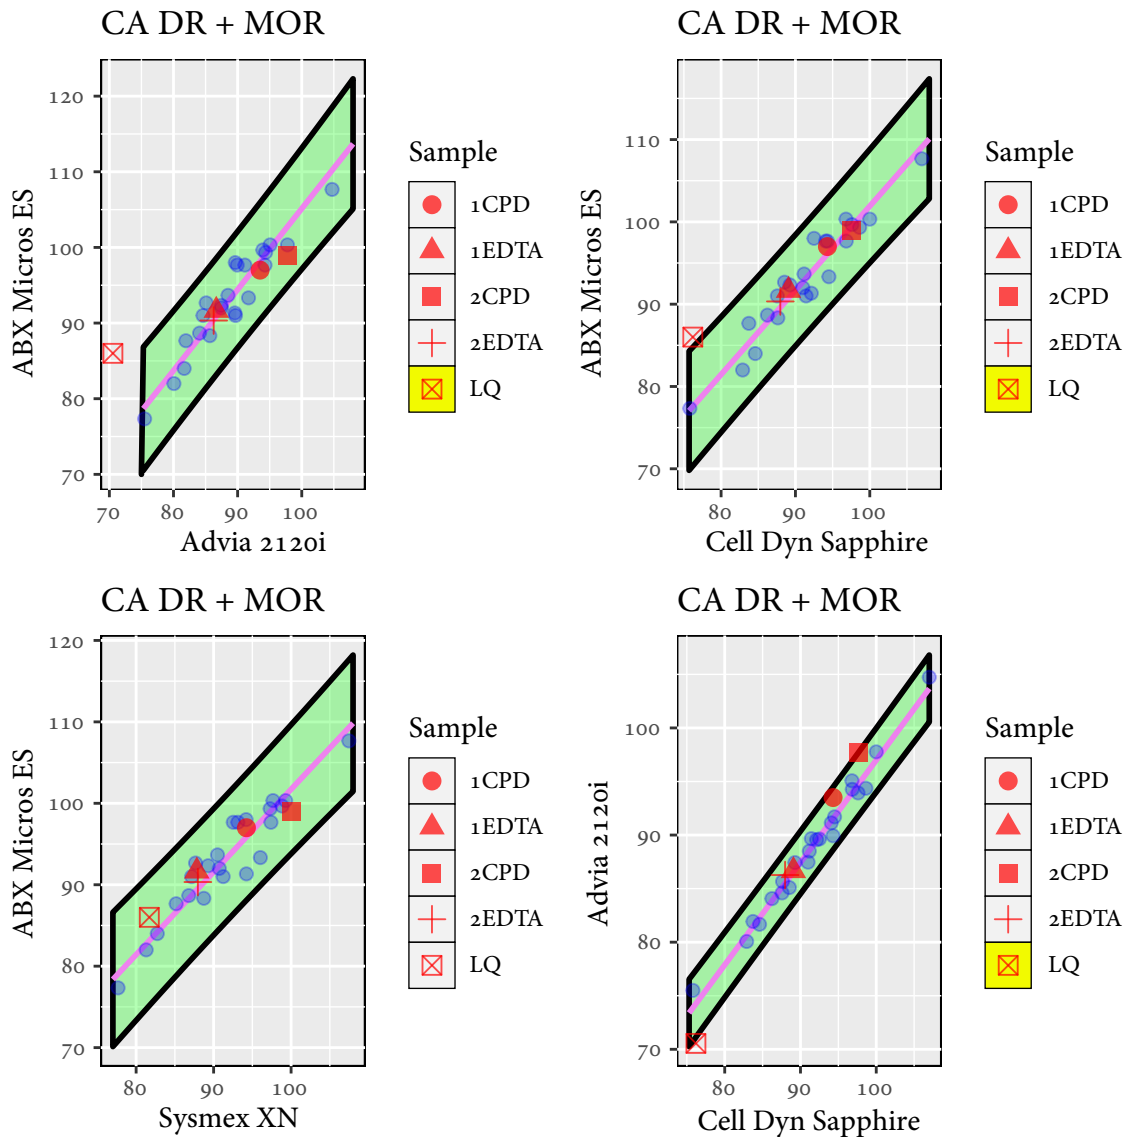 CA DR + MOR
ABX Micros ES
120
110
100
90
80
70
70 80 90 100
Advia 2120i
Sample
1CPD
1EDTA
2CPD
2EDTA
LQ
CA DR + MOR
ABX Micros ES
110
100
90
80
70
80 90 100
Cell Dyn Sapphire
Sample
1CPD
1EDTA
2CPD
2EDTA
LQ
CA DR + MOR
ABX Micros ES
120
110
100
90
80
70
80 90 100
Sysmex XN
Sample
1CPD
1EDTA
2CPD
2EDTA
LQ
CA DR + MOR
Advia 2120i
100
90
80
70
80 90 100
Cell Dyn Sapphire
Sample
1CPD
1EDTA
2CPD
2EDTA
LQ